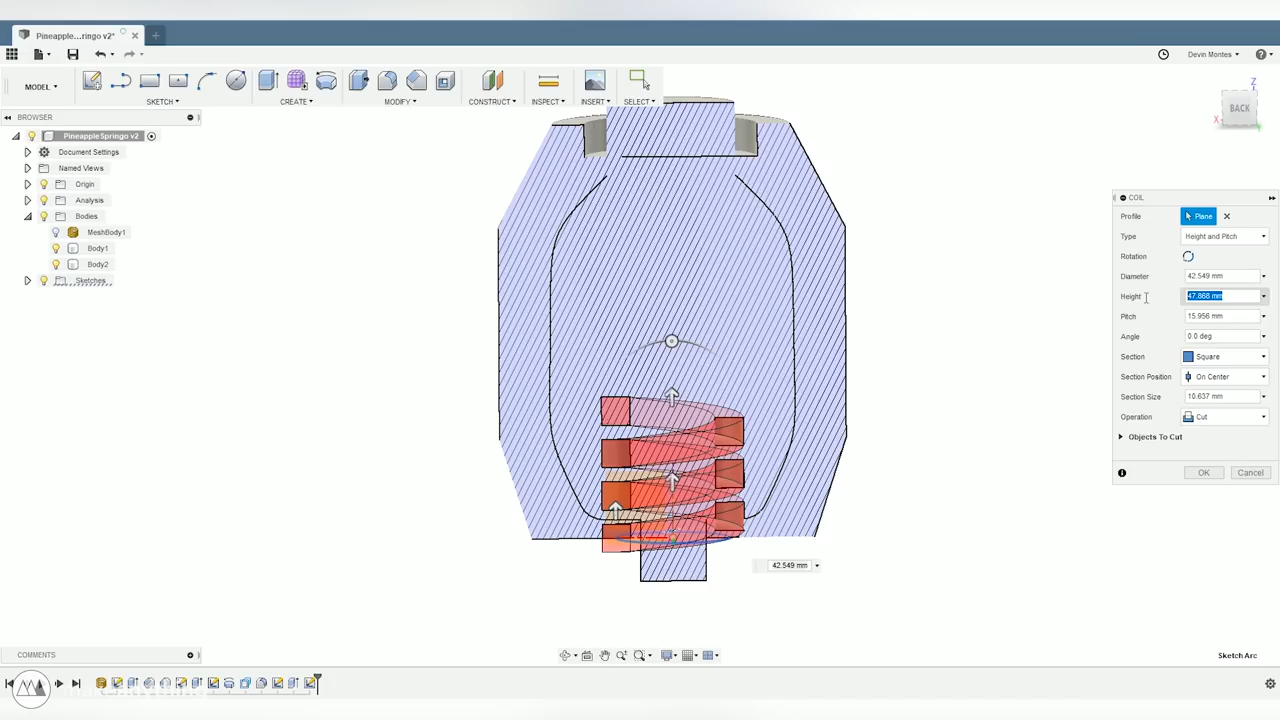 Pineapple...ringo v2*
Devin Montes
MODEL
SKETCH
CREATE
MODIFY
CONSTRUCT
INSPECT
INSERT
SELECT
BROWSER
PineappleSpringo v2
Document Settings
Named Views
Origin
Analysis
Bodies
MeshBody1
Body1
Body2
Sketches
Z
BACK
X
COIL
Profile Plane
Type Height and Pitch
Rotation
Diameter 42.549 mm
Height 47.868 mm
Pitch 15.956 mm
Angle 0.0 deg
Section Square
Section Position On Center
Section Size 10.637 mm
Operation Cut
Objects To Cut
OK Cancel
42.549 mm
COMMENTS
Sketch Arc